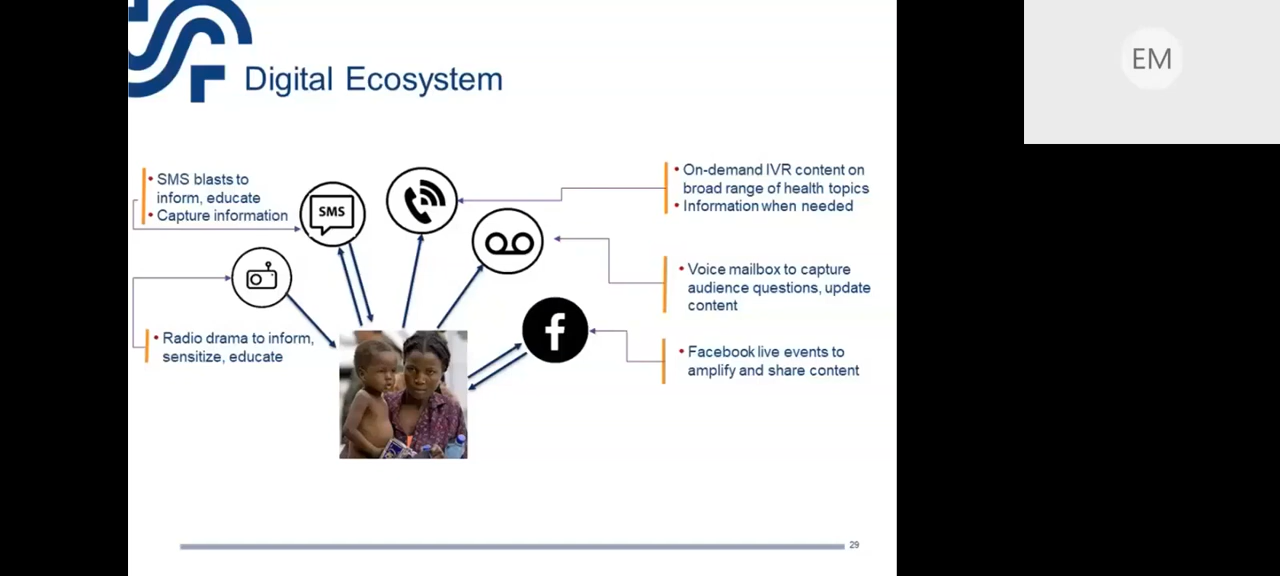 EM
Digital Ecosystem
• SMS blasts to
inform, educate
• Capture information
SMS
• On-demand IVR content on
broad range of health topics
• Information when needed
• Voice mailbox to capture
audience questions, update
content
• Radio drama to inform,
sensitize, educate
f
• Facebook live events to
amplify and share content
29